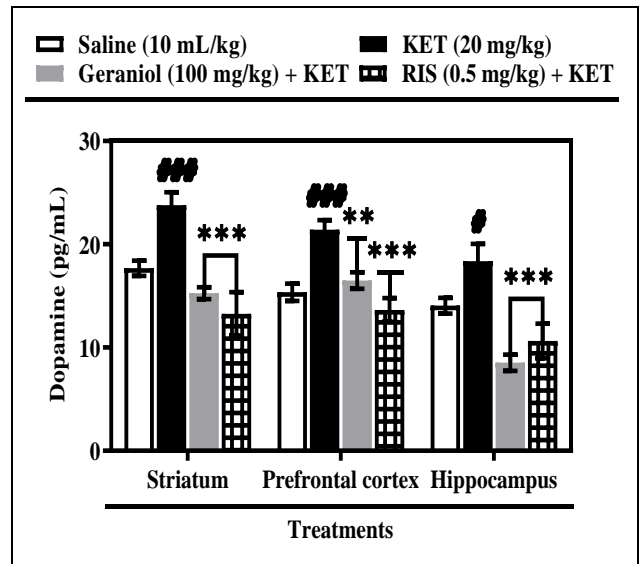 Saline (10 mL/kg) KET (20 mg/kg)
Geraniol (100 mg/kg) + KET RIS (0.5 mg/kg) + KET
30
20
10
0
Dopamine (pg/mL)
###
***
###
**
***
#
***
Striatum Prefrontal cortex Hippocampus
Treatments